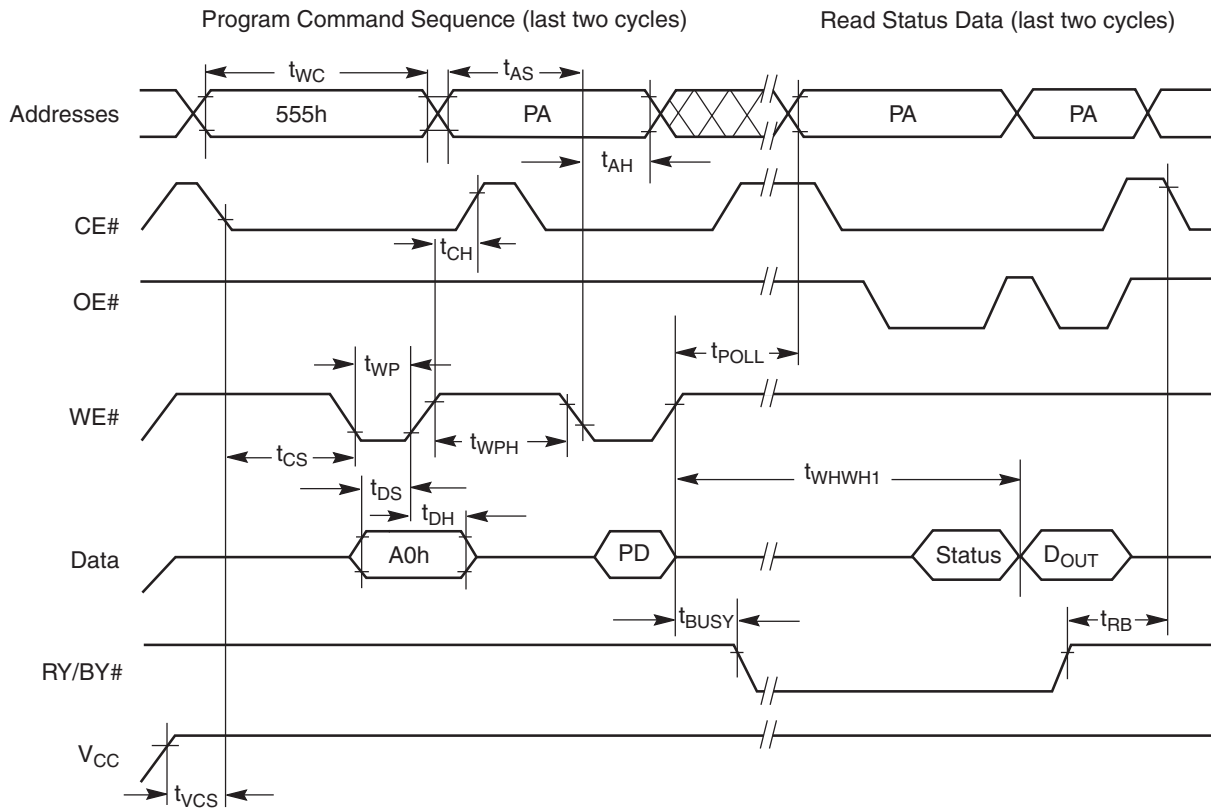 Program Command Sequence (last two cycles) Read Status Data (last two cycles)
tWC tAS
Addresses 555h PA PA PA
tAH
CE#
tCH
OE#
tPOLL
tWP
WE#
tWPH
tCS tWHWH1
tDS
tDH
Data A0h PD Status DOUT
tBUSY tRB
RY/BY#
VCC
tVCS